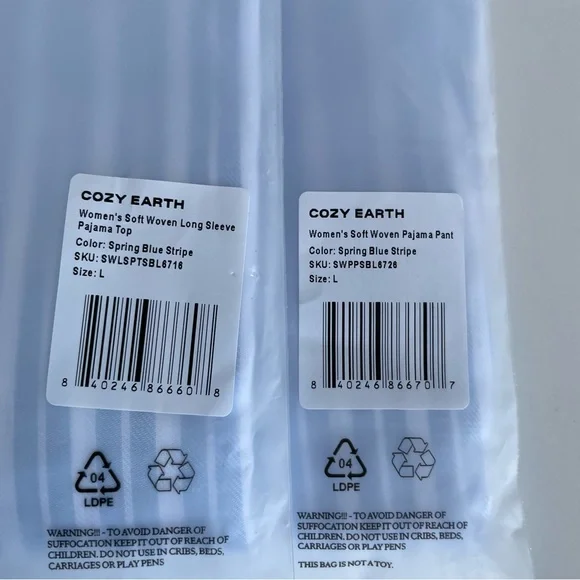 COZY EARTH
Women's Soft Woven Long Sleeve
Pajama Top
Color: Spring Blue Stripe
SKU: SWLSPTSBL6716
Size: L
8 40246 86660 8
04
LDPE
WARNING!!! - TO AVOID DANGER OF
SUFFOCATION KEEP IT OUT OF REACH OF
CHILDREN. DO NOT USE IN CRIBS, BEDS,
CARRIAGES OR PLAY PENS
COZY EARTH
Women's Soft Woven Pajama Pant
Color: Spring Blue Stripe
SKU: SWPPSBL6726
Size: L
8 40246 86670 7
04
LDPE
WARNING!!! - TO AVOID DANGER OF
SUFFOCATION KEEP IT OUT OF REACH OF
CHILDREN. DO NOT USE IN CRIBS, BEDS,
CARRIAGES OR PLAY PENS
THIS BAG IS NOT A TOY.